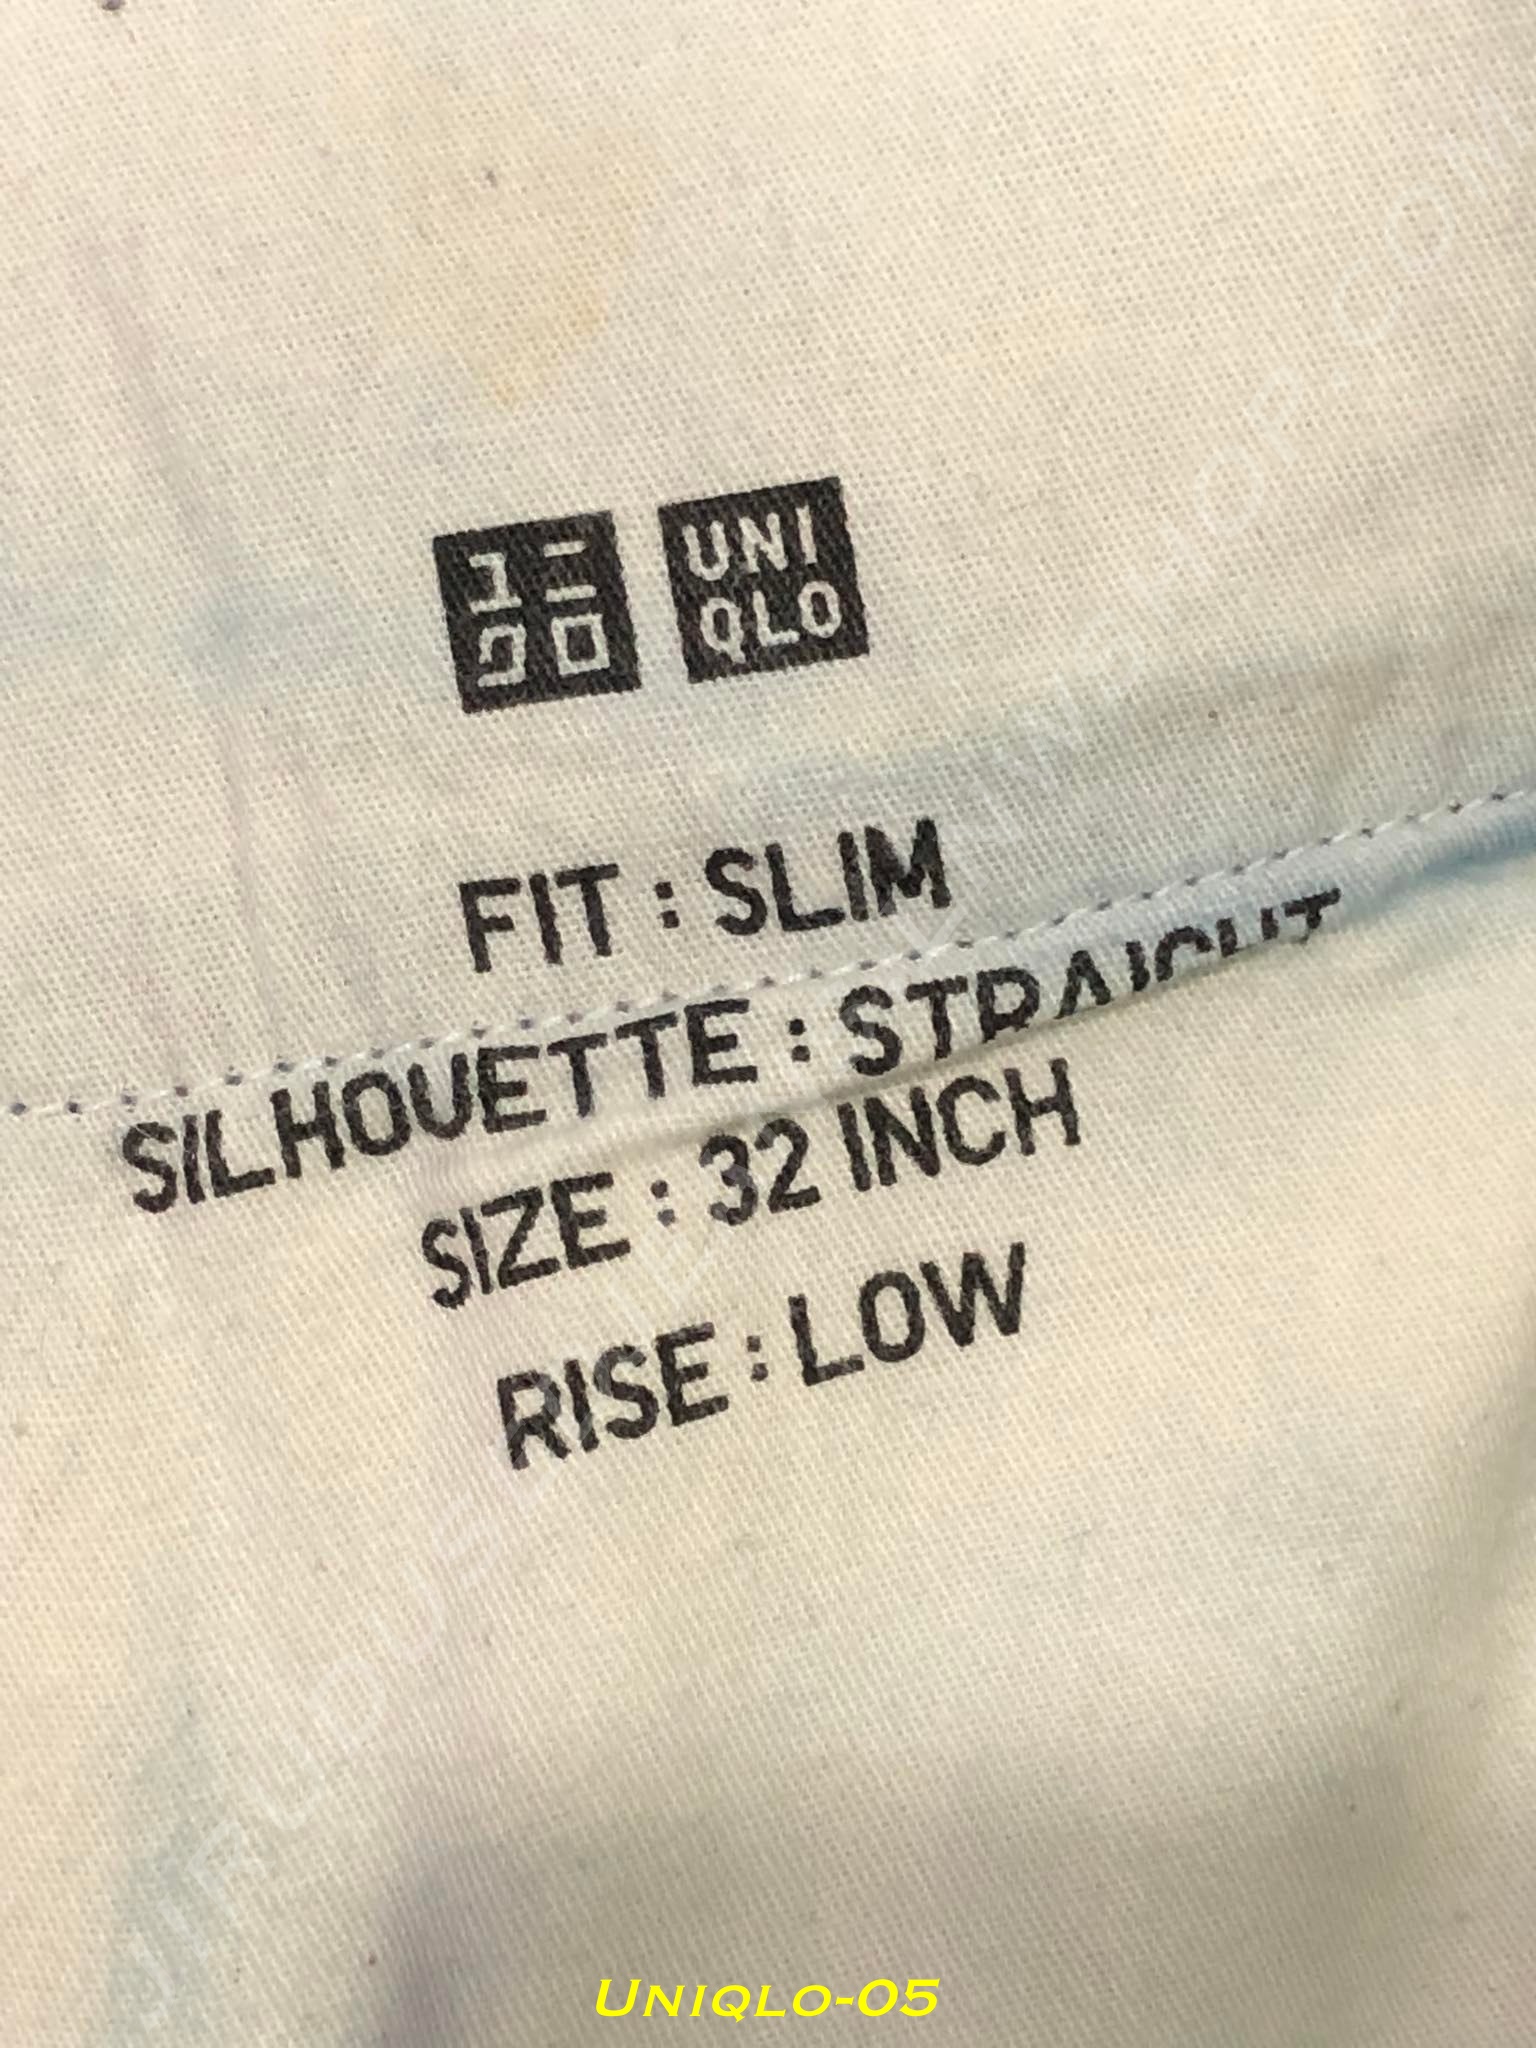 ユニ
クロ
UNI
QLO
FIT : SLIM
SILHOUETTE : STRAIGHT
SIZE : 32 INCH
RISE : LOW
UNIQLO-05